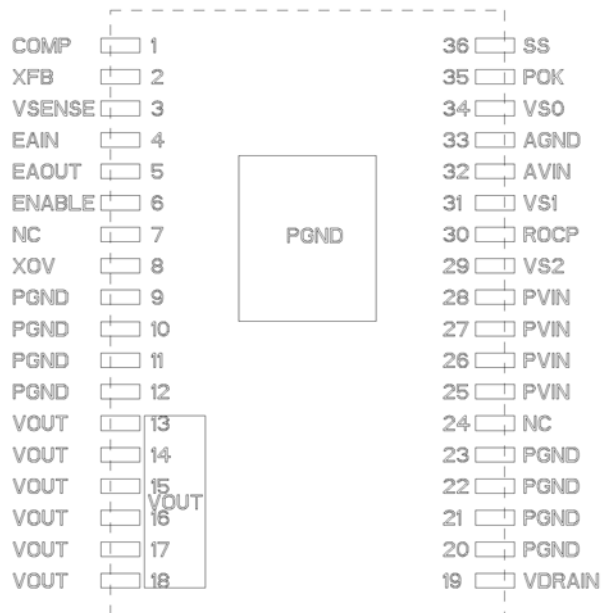 COMP 1 36 SS
XFB 2 35 POK
VSENSE 3 34 VS0
EAIN 4 33 AGND
EAOUT 5 32 AVIN
ENABLE 6 31 VS1
NC 7 PGND 30 ROCP
XOV 8 29 VS2
PGND 9 28 PVIN
PGND 10 27 PVIN
PGND 11 26 PVIN
PGND 12 25 PVIN
VOUT 13 24 NC
VOUT 14 23 PGND
VOUT 15 22 PGND
VOUT
VOUT 16 21 PGND
VOUT 17 20 PGND
VOUT 18 19 VDRAIN